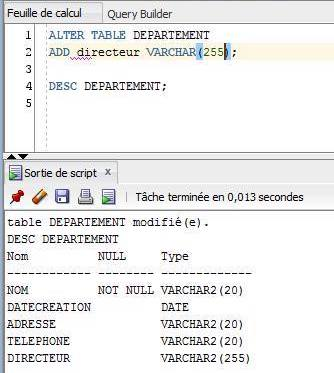 Feuille de calcul Query Builder
1 ALTER TABLE DEPARTEMENT
2 ADD directeur VARCHAR(255);
3
4 DESC DEPARTEMENT;
5
Sortie de script x
Tâche terminée en 0,013 secondes
table DEPARTEMENT modifié(e).
DESC DEPARTEMENT
Nom NULL Type
------------ -------- -------------
NOM NOT NULL VARCHAR2(20)
DATECREATION DATE
ADRESSE VARCHAR2(20)
TELEPHONE VARCHAR2(20)
DIRECTEUR VARCHAR2(255)